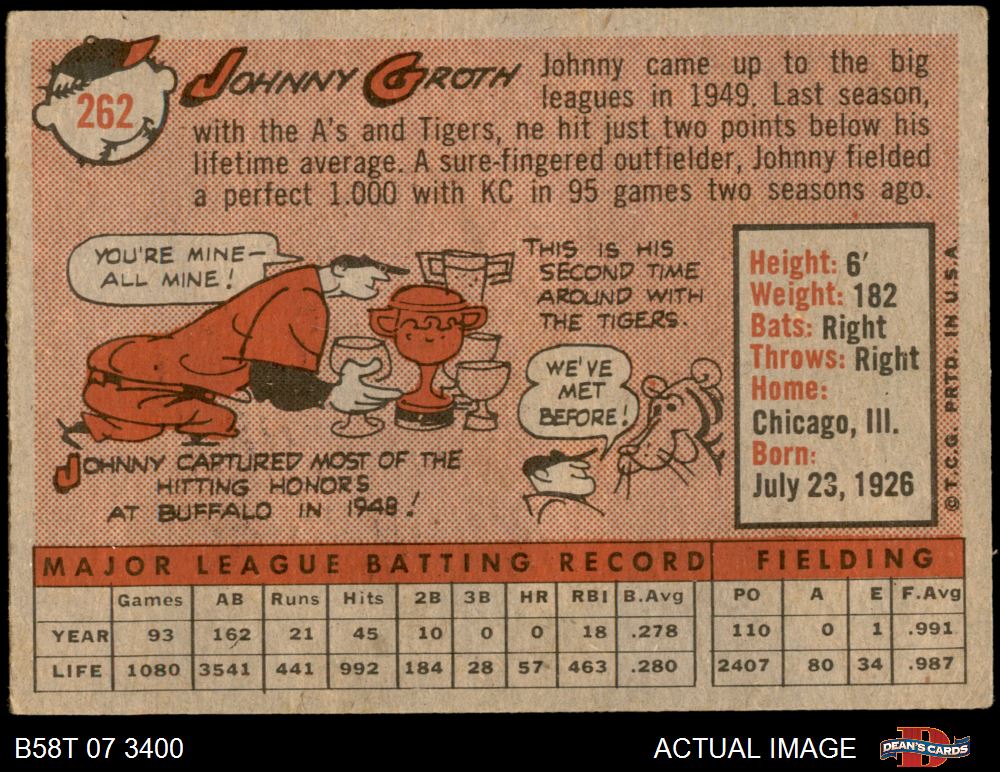 262
JOHNNY GROTH
Johnny came up to the big
leagues in 1949. Last season,
with the A's and Tigers, ne hit just two points below his
lifetime average. A sure-fingered outfielder, Johnny fielded
a perfect 1.000 with KC in 95 games two seasons ago.
YOU'RE MINE—
ALL MINE!
THIS IS HIS
SECOND TIME
AROUND WITH
THE TIGERS.
WE'VE
MET
BEFORE!
JOHNNY CAPTURED MOST OF THE
HITTING HONORS
AT BUFFALO IN 1948!
Height: 6'
Weight: 182
Bats: Right
Throws: Right
Home:
Chicago, Ill.
Born:
July 23, 1926
© T.C.G. PRTD. IN U.S.A.
MAJOR LEAGUE BATTING RECORD FIELDING
Games AB Runs Hits 2B 3B HR RBI B.Avg PO A E F.Avg
YEAR 93 162 21 45 10 0 0 18 .278 110 0 1 .991
LIFE 1080 3541 441 992 184 28 57 463 .280 2407 80 34 .987
B58T 07 3400
ACTUAL IMAGE
D
DEAN'S CARDS